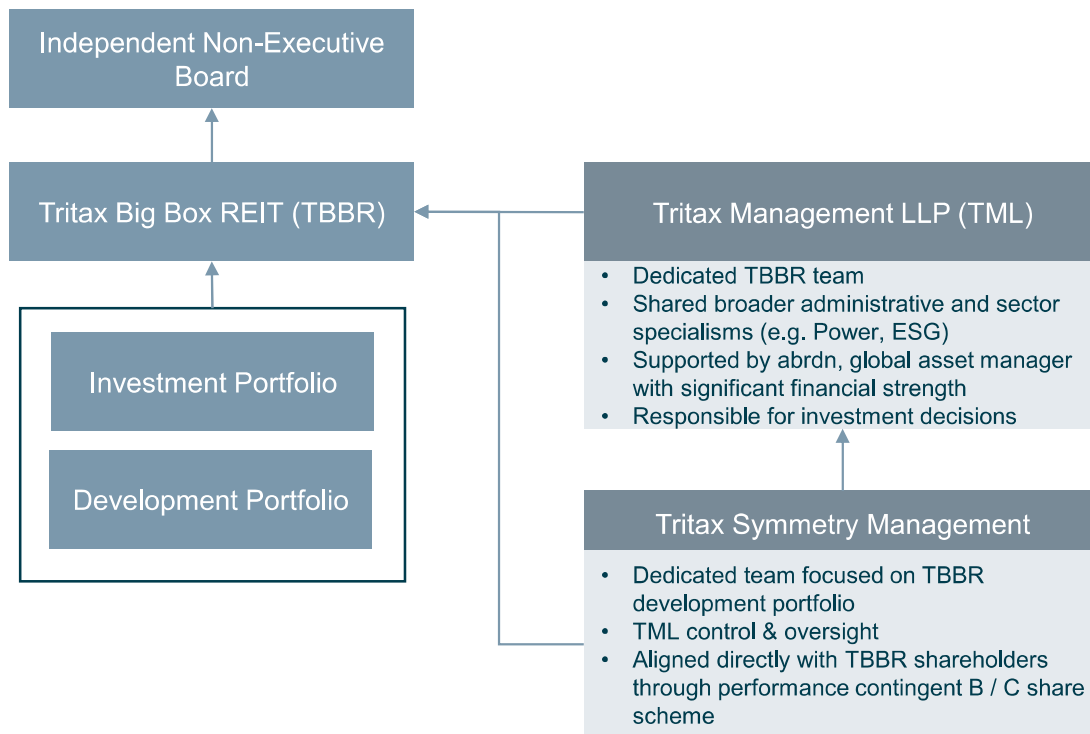 Independent Non-Executive
Board
Tritax Big Box REIT (TBBR)
Investment Portfolio
Development Portfolio
Tritax Management LLP (TML)
• Dedicated TBBR team
• Shared broader administrative and sector
specialisms (e.g. Power, ESG)
• Supported by abrdn, global asset manager
with significant financial strength
• Responsible for investment decisions
Tritax Symmetry Management
• Dedicated team focused on TBBR
development portfolio
• TML control & oversight
• Aligned directly with TBBR shareholders
through performance contingent B / C share
scheme